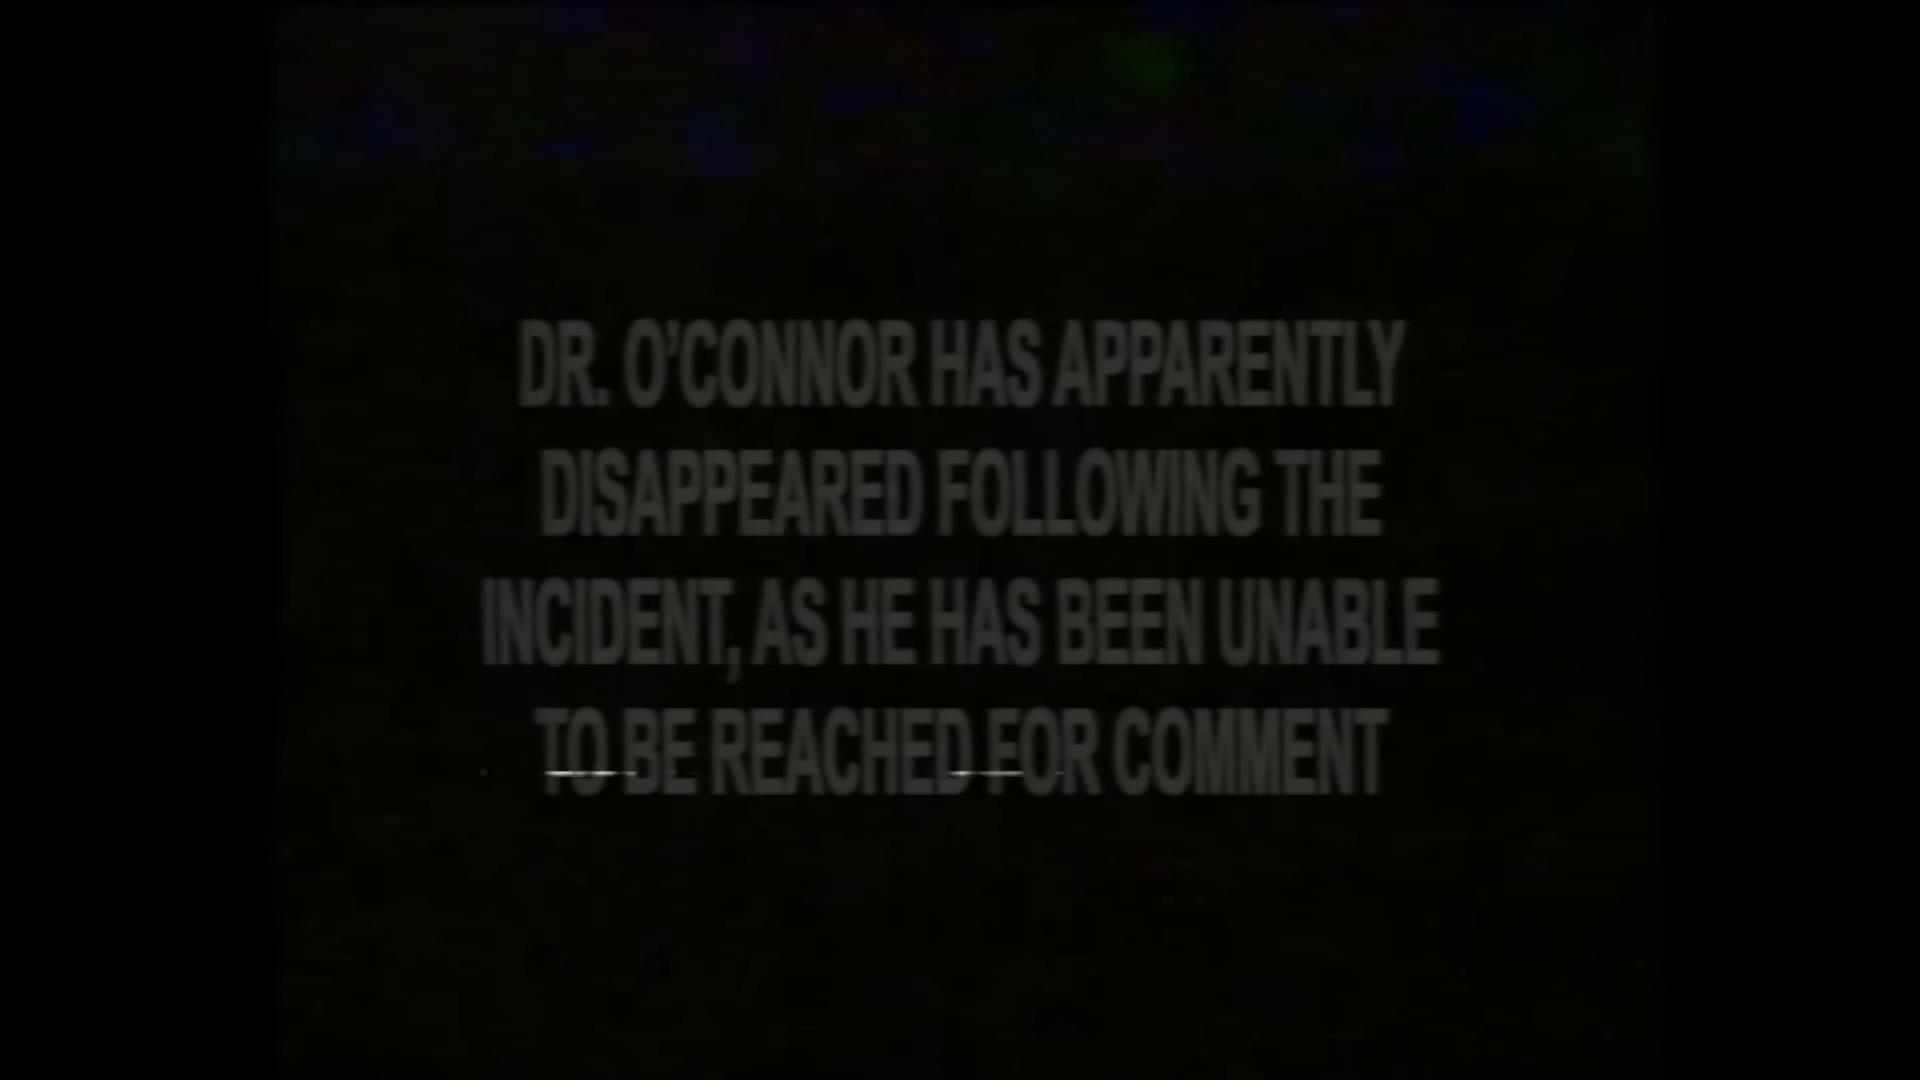 DR. O’CONNOR HAS APPARENTLY
DISAPPEARED FOLLOWING THE
INCIDENT, AS HE HAS BEEN UNABLE
TO BE REACHED FOR COMMENT